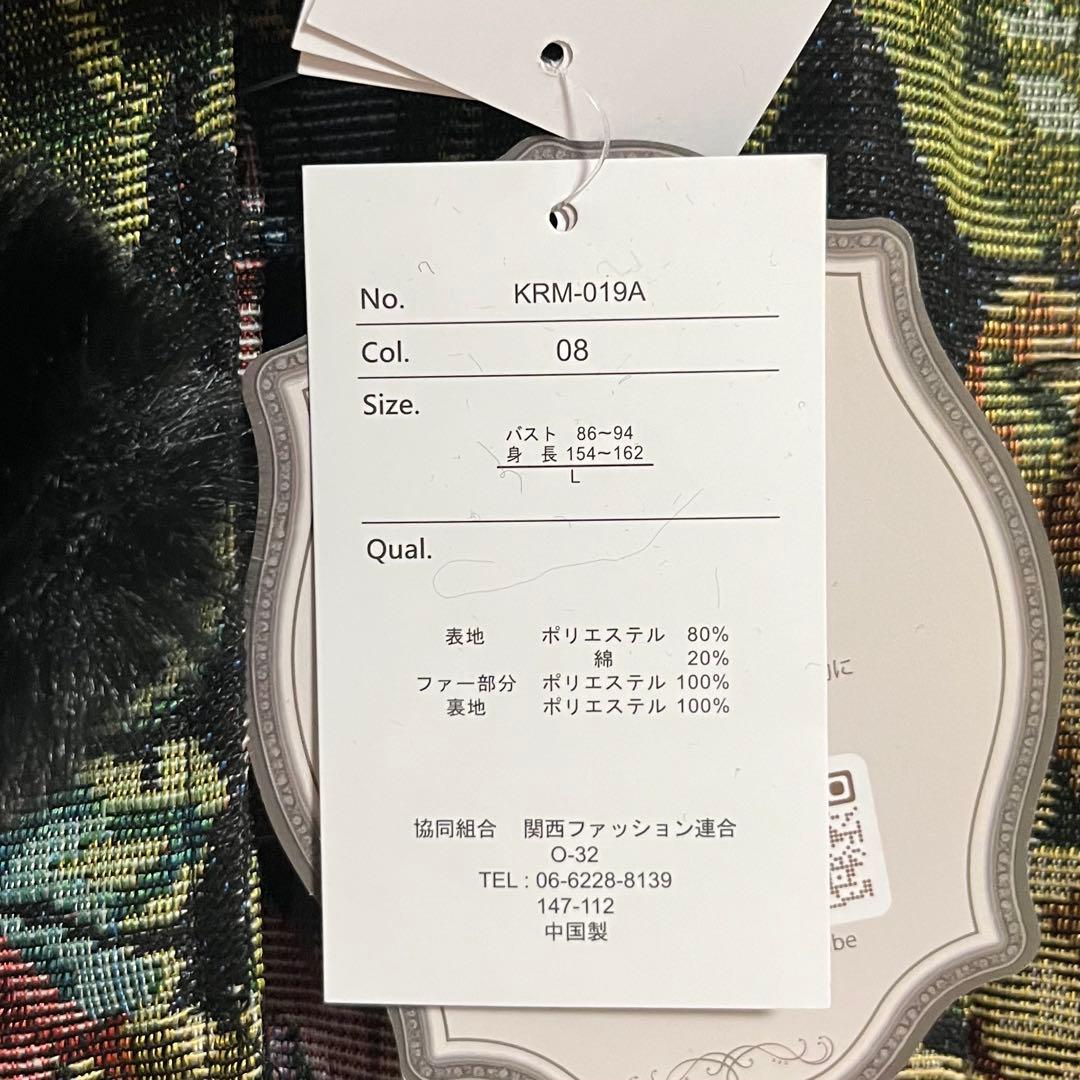 No. KRM-019A
Col. 08
Size.
バスト 86~94
身 長 154~162
L
Qual.
表地 ポリエステル 80%
綿 20%
ファー部分 ポリエステル 100%
裏地 ポリエステル 100%
協同組合 関西ファッション連合
O-32
TEL : 06-6228-8139
147-112
中国製
に
be